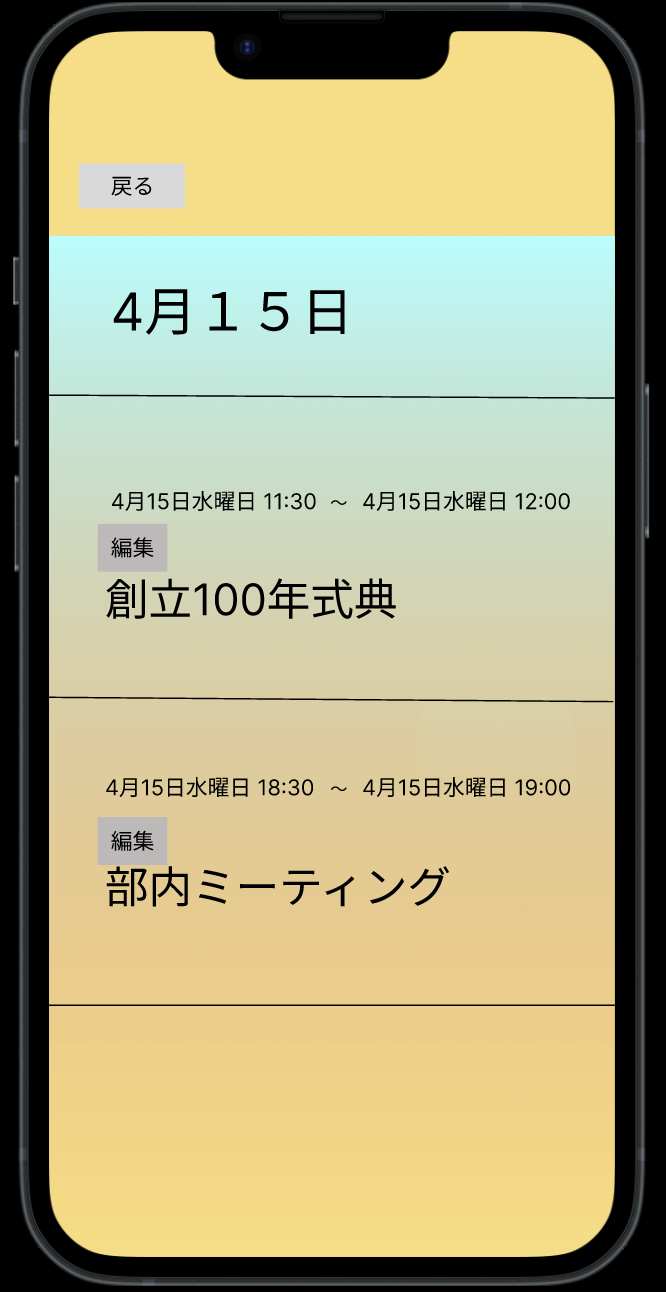 戻る
4月１５日
4月15日水曜日 11:30 ～ 4月15日水曜日 12:00
編集
創立100年式典
4月15日水曜日 18:30 ～ 4月15日水曜日 19:00
編集
部内ミーティング